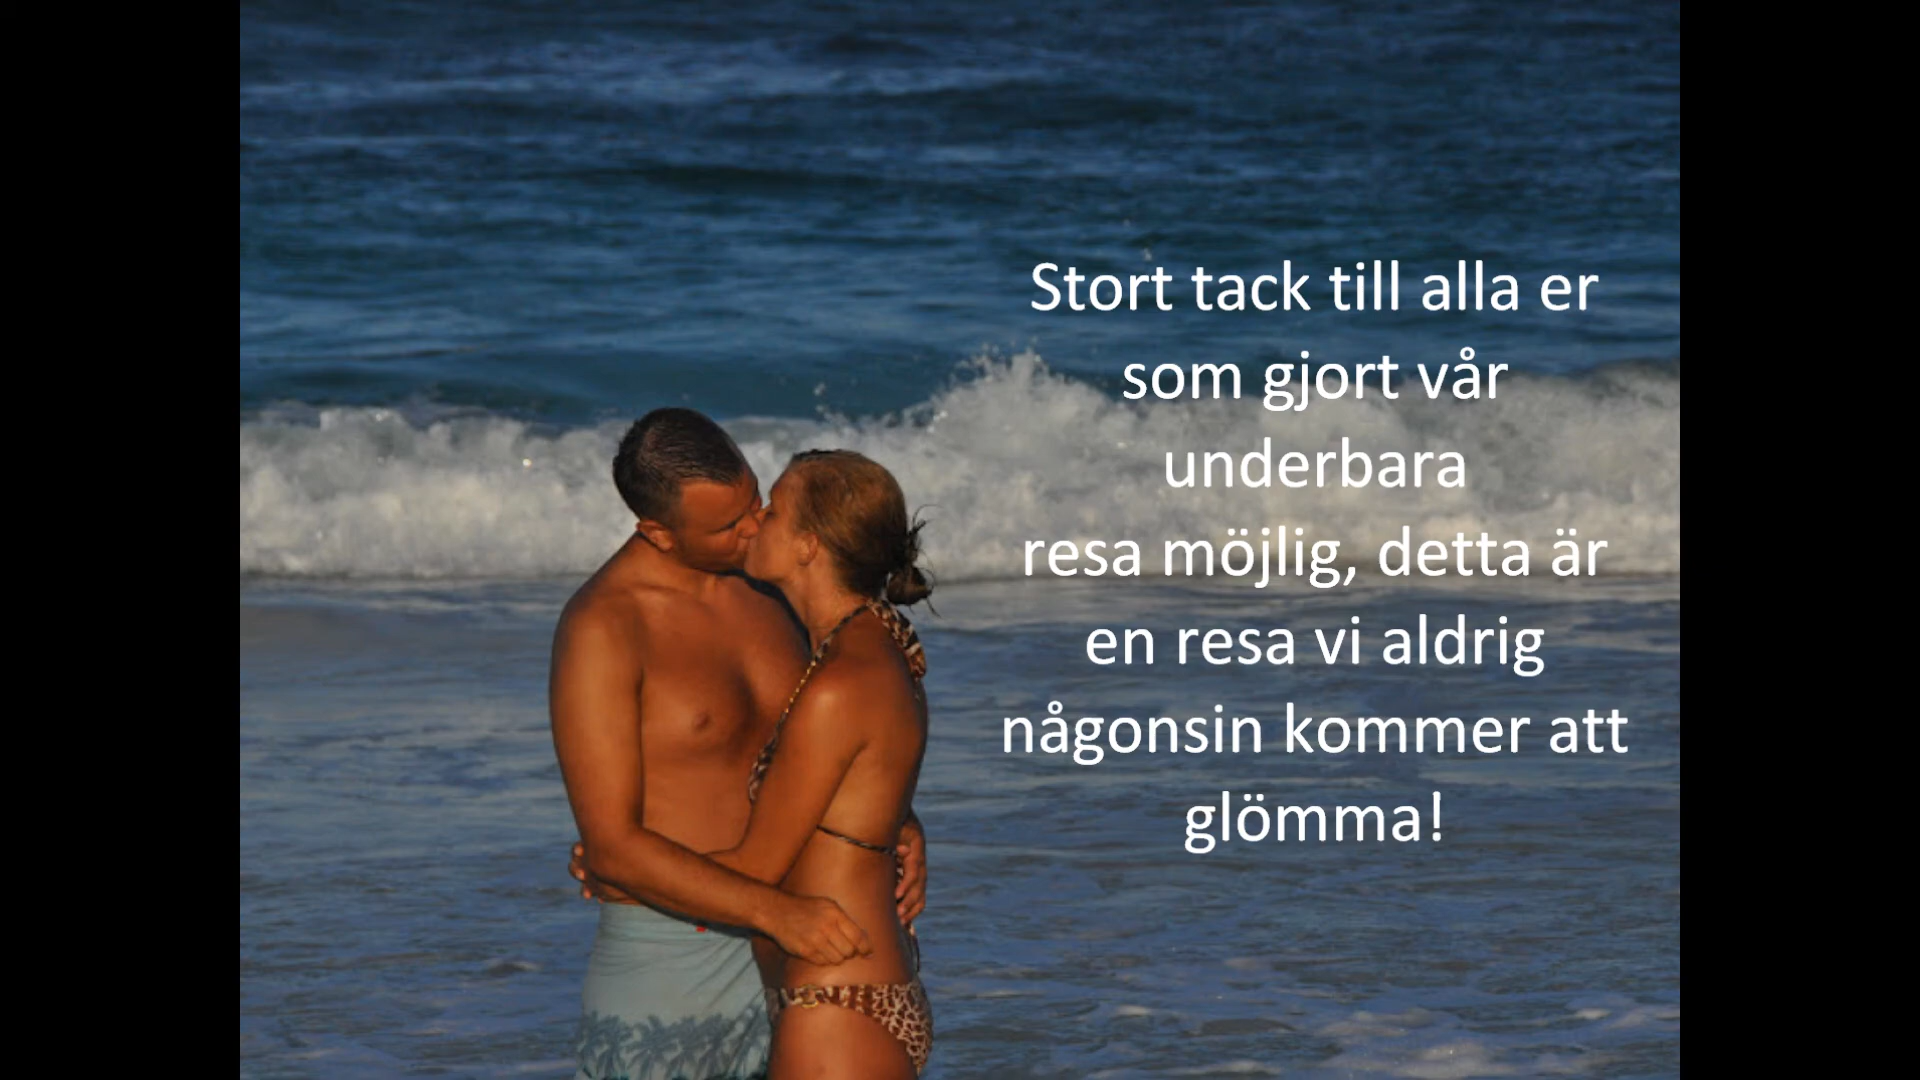 Stort tack till alla er
som gjort vår
underbara
resa möjlig, detta är
en resa vi aldrig
någonsin kommer att
glömma!